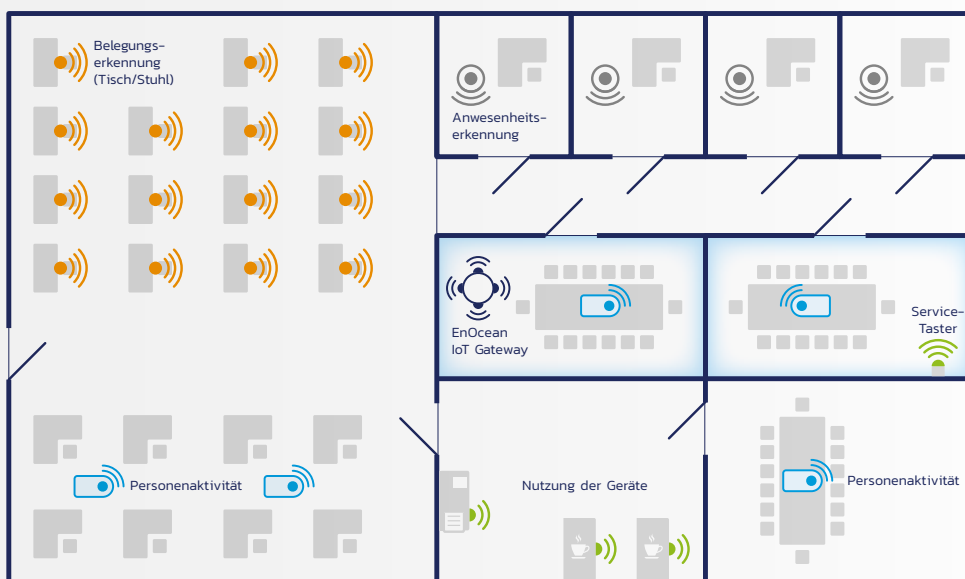 Belegungs-
erkennung
(Tisch/Stuhl)
Anwesenheits-
erkennung
EnOcean
IoT Gateway
Service-
Taster
Personenaktivität
Nutzung der Geräte
Personenaktivität